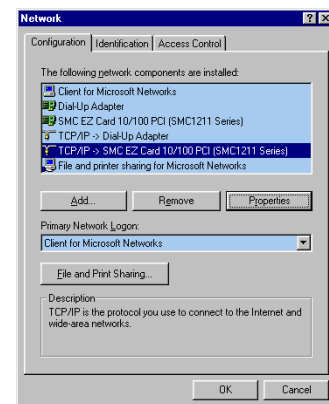 Network
Configuration Identification Access Control
The following network components are installed:
Client for Microsoft Networks
Dial-Up Adapter
SMC EZ Card 10/100 PCI (SMC1211 Series)
TCP/IP -> Dial-Up Adapter
TCP/IP -> SMC EZ Card 10/100 PCI (SMC1211 Series)
File and printer sharing for Microsoft Networks
Add... Remove Properties
Primary Network Logon:
Client for Microsoft Networks
File and Print Sharing...
Description
TCP/IP is the protocol you use to connect to the Internet and
wide-area networks.
OK Cancel